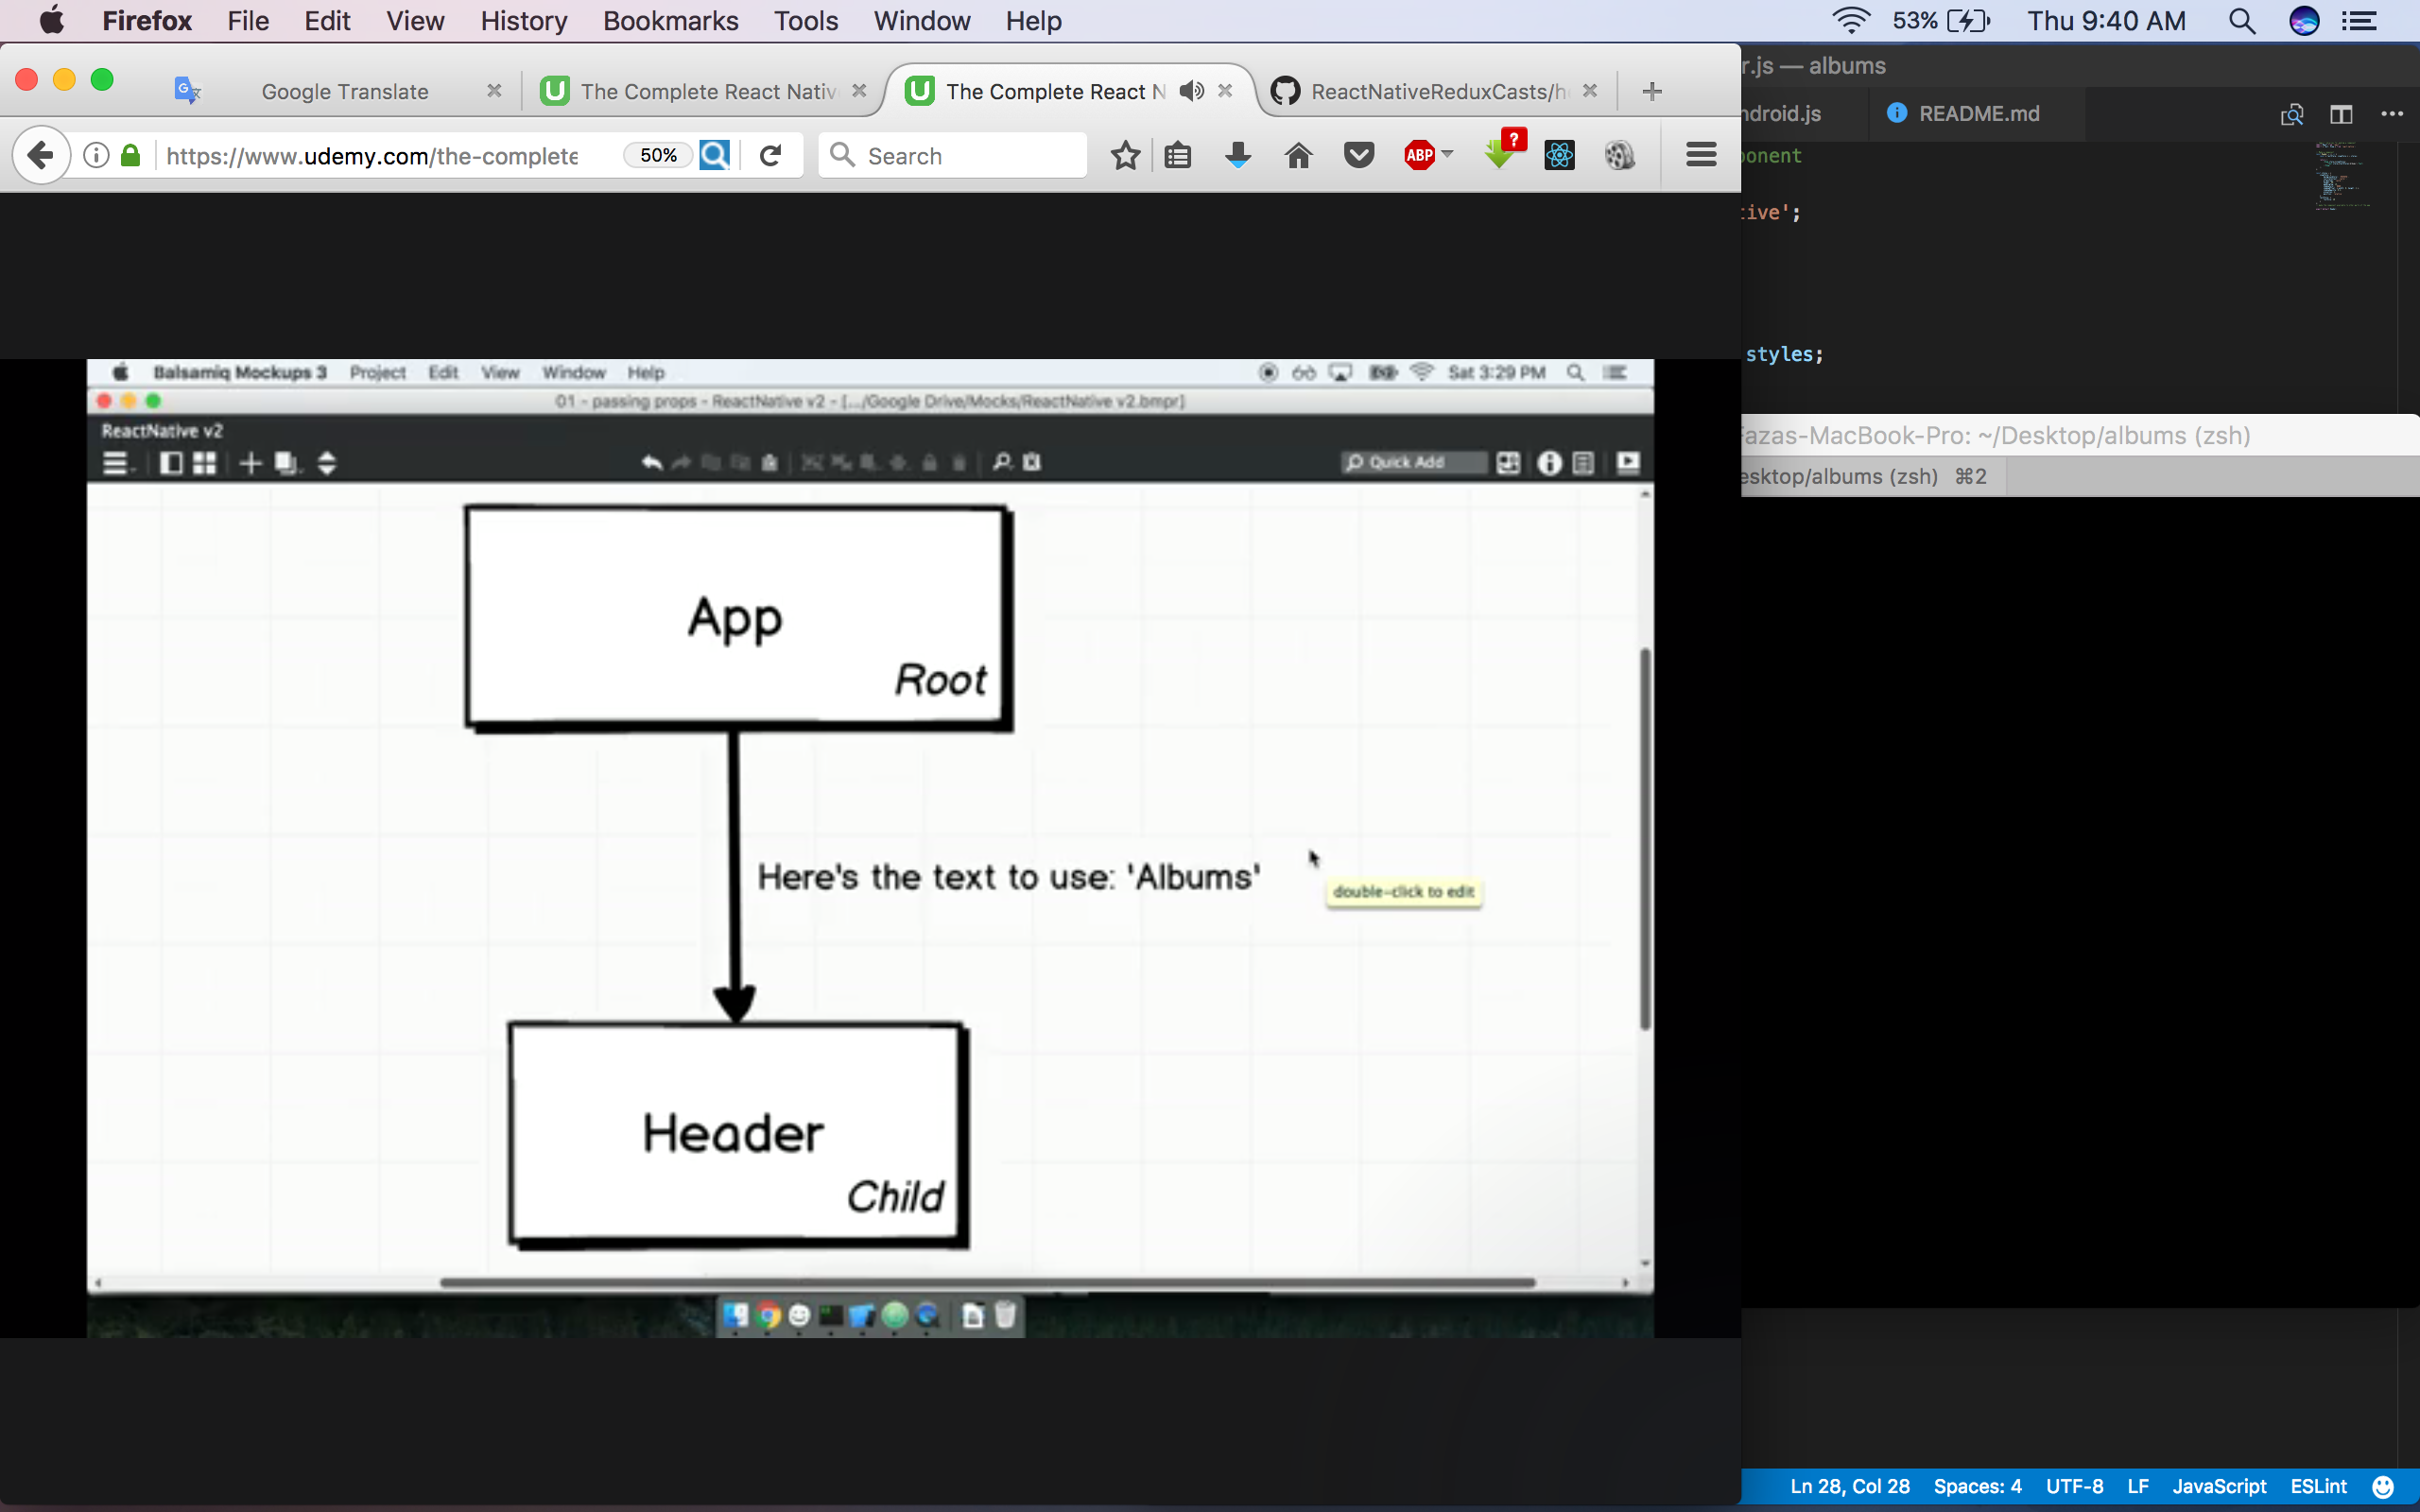 Firefox File Edit View History Bookmarks Tools Window Help 53% Thu 9:40 AM
Google Translate The Complete React Nativ The Complete React N ReactNativeReduxCasts/h
https://www.udemy.com/the-complete 50% Search ABP ?
r.js — albums
ndroid.js README.md
ponent
tive';
styles;
Fazas-MacBook-Pro: ~/Desktop/albums (zsh)
esktop/albums (zsh) ⌘2
Balsamiq Mockups 3 Project Edit View Window Help Sat 3:29 PM
01 - passing props - ReactNative v2 - [.../Google Drive/Mocks/ReactNative v2.bmpr]
ReactNative v2
Quick Add
App
Root
Here's the text to use: 'Albums'
double-click to edit
Header
Child
Ln 28, Col 28 Spaces: 4 UTF-8 LF JavaScript ESLint